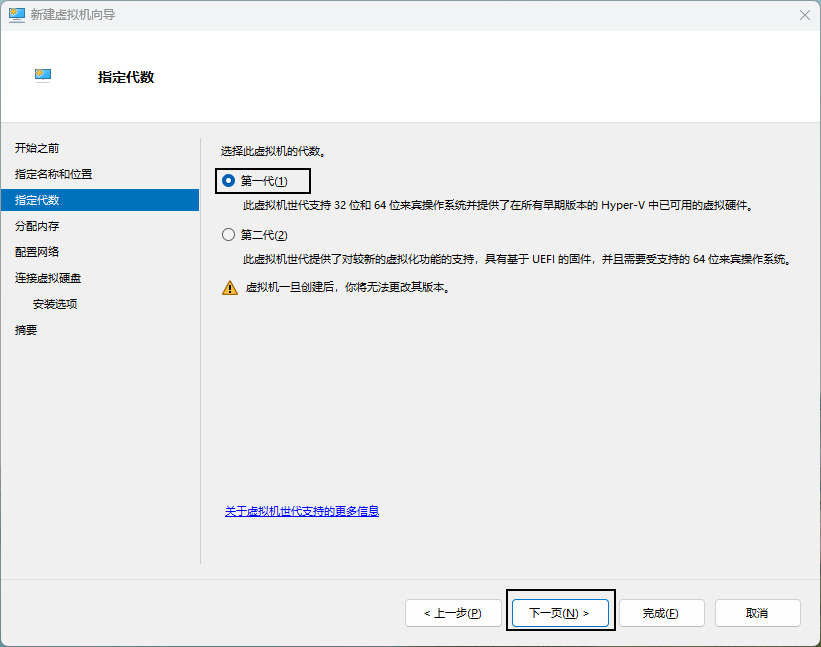 新建虚拟机向导
指定代数
开始之前
指定名称和位置
指定代数
分配内存
配置网络
连接虚拟硬盘
安装选项
摘要
选择此虚拟机的代数。
第一代(1)
此虚拟机世代支持 32 位和 64 位来宾操作系统并提供了在所有早期版本的 Hyper-V 中已可用的虚拟硬件。
第二代(2)
此虚拟机世代提供了对较新的虚拟化功能的支持，具有基于 UEFI 的固件，并且需要受支持的 64 位来宾操作系统。
虚拟机一旦创建后，你将无法更改其版本。
关于虚拟机世代支持的更多信息
< 上一步(P)
下一页(N) >
完成(F)
取消